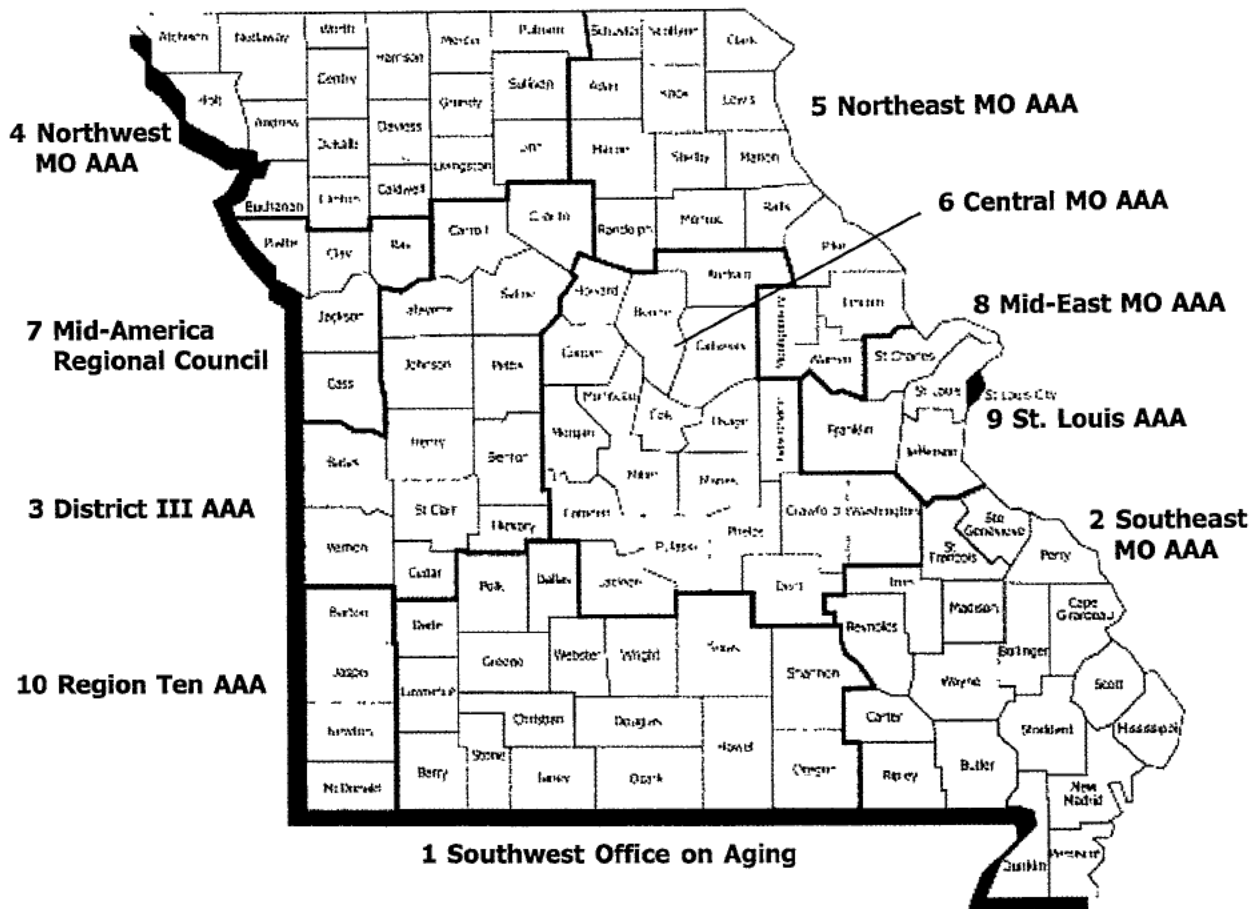 Atchison
Nodaway
Worth
Harrison
Mercer
Putnam
Schuyler
Scotland
Clark
Gentry
Sullivan
Adair
Knox
Lewis
Holt
Andrew
Grundy
Daviess
DeKalb
Linn
Macon
Shelby
Marion
Livingston
Buchanan
Clinton
Caldwell
5 Northeast MO AAA
4 Northwest
MO AAA
6 Central MO AAA
Platte
Clay
Ray
Carroll
Chariton
Randolph
Monroe
Ralls
Pike
Audrain
Howard
Boone
Saline
Lafayette
Jackson
Lincoln
Montgomery
Callaway
Cooper
Warren
St Charles
8 Mid-East MO AAA
7 Mid-America
Regional Council
Johnson
Pettis
Cass
Moniteau
Cole
Osage
Morgan
Franklin
St Louis
St Louis City
9 St. Louis AAA
Jefferson
Bates
Henry
Benton
Miller
Maries
3 District III AAA
St Clair
Hickory
Camden
Vernon
Pulaski
Phelps
Crawford
Washington
Ste
Genevieve
St
Francois
Perry
2 Southeast
MO AAA
Cedar
Polk
Dallas
Laclede
Dent
Iron
Madison
Cape
Girardeau
Barton
Dade
Reynolds
Bollinger
Jasper
Greene
Webster
Wright
Texas
Shannon
Wayne
Scott
10 Region Ten AAA
Lawrence
Christian
Douglas
Carter
Stoddard
Mississippi
Newton
Howell
Stone
Barry
Taney
Ozark
Oregon
Ripley
Butler
McDonald
New
Madrid
1 Southwest Office on Aging
Dunklin
Pemiscot